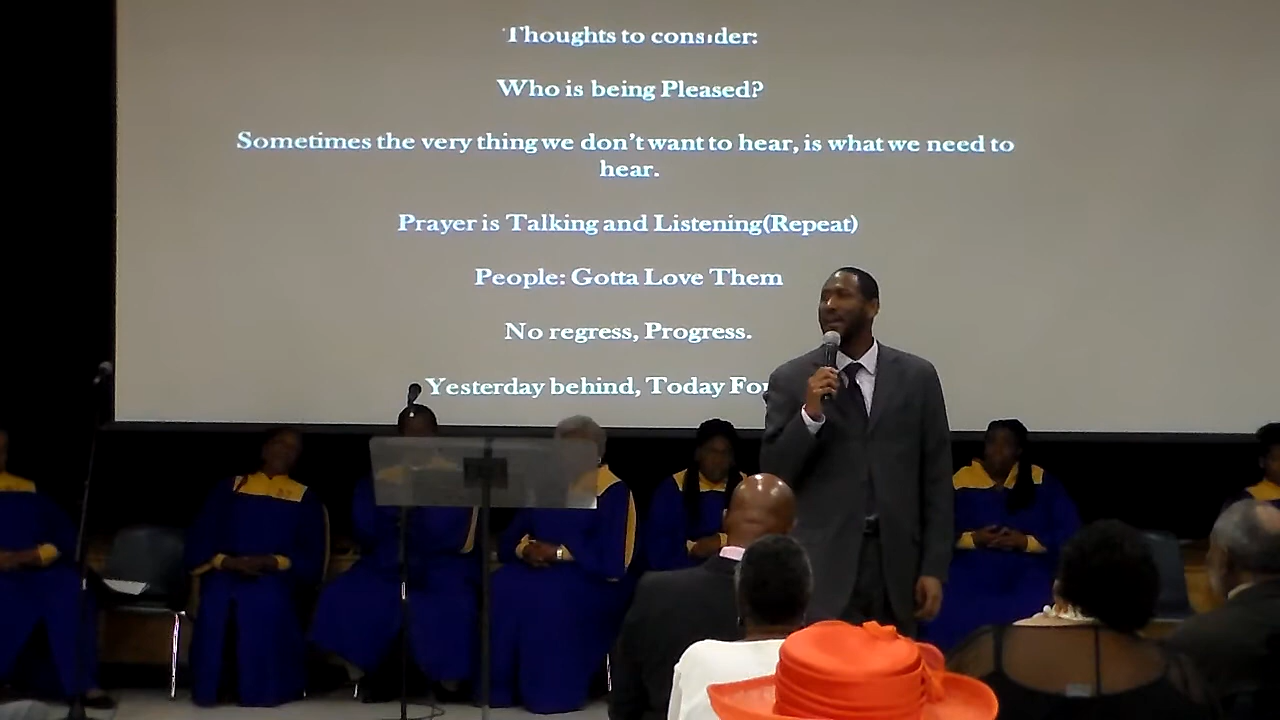 Thoughts to consider:
Who is being Pleased?
Sometimes the very thing we don't want to hear, is what we need to
hear.
Prayer is Talking and Listening(Repeat)
People: Gotta Love Them
No regress, Progress.
Yesterday behind, Today